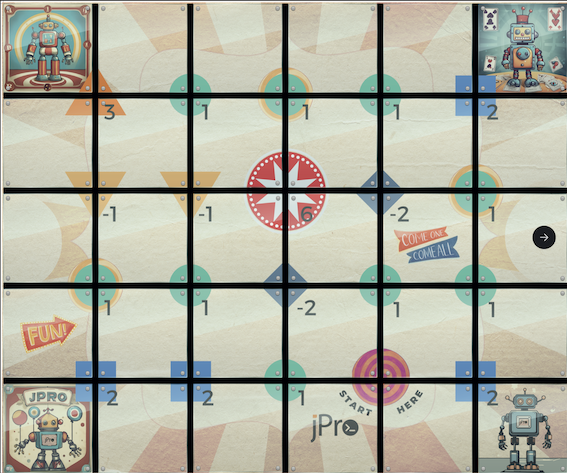 3 1 1 1 2
-1 -1 6 -2 1
COME ONE
COME ALL
1 1 -2 1 1
FUN!
JPRO
2 2 1 2
START HERE
jPro